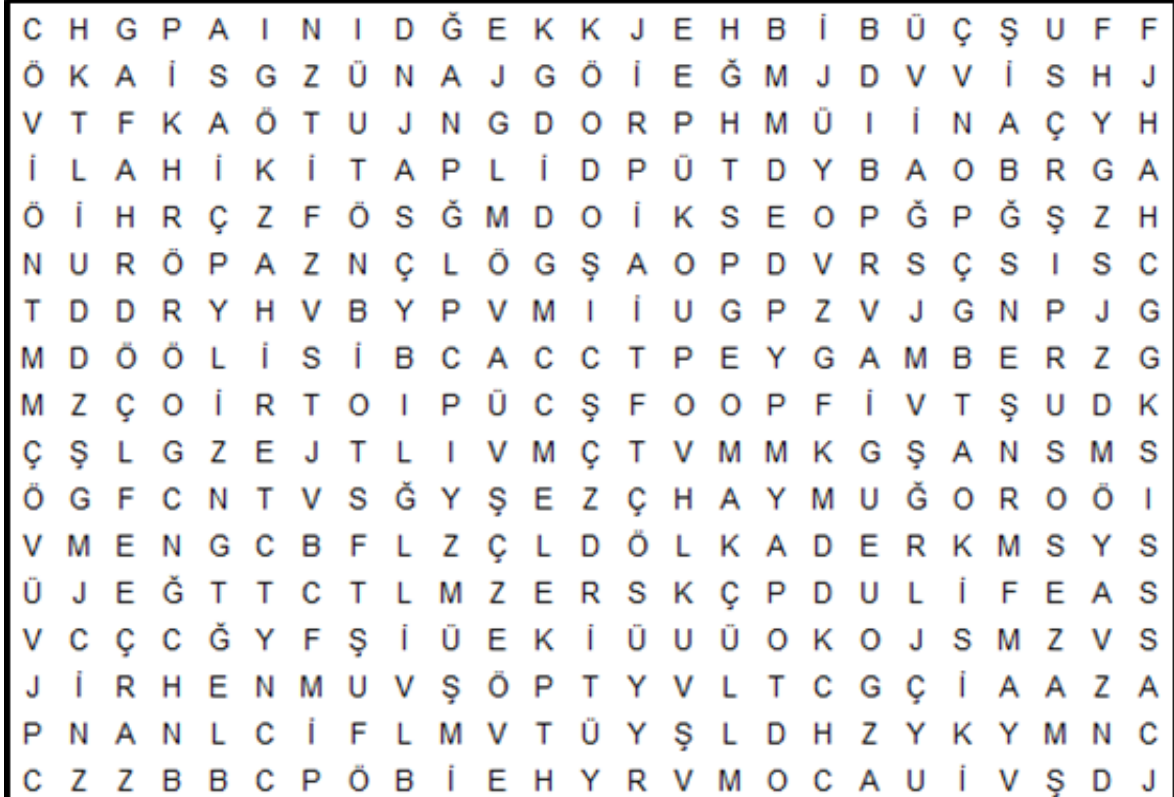 C H G P A I N I D Ğ E K K J E H B İ B Ü Ç Ş U F F
Ö K A İ S G Z Ü N A J G Ö İ E Ğ M J D V V İ S H J
V T F K A Ö T U J N G D O R P H M Ü I İ N A Ç Y H
İ L A H İ K İ T A P L İ D P Ü T D Y B A O B R G A
Ö İ H R Ç Z F Ö S Ğ M D O İ K S E O P Ğ P Ğ Ş Z H
N U R Ö P A Z N Ç L Ö G Ş A O P D V R S Ç S I S C
T D D R Y H V B Y P V M I İ U G P Z V J G N P J G
M D Ö Ö L İ S İ B C A C C T P E Y G A M B E R Z G
M Z Ç O İ R T O I P Ü C Ş F O O P F İ V T Ş U D K
Ç Ş L G Z E J T L I V M Ç T V M M K G Ş A N S M S
Ö G F C N T V S Ğ Y Ş E Z Ç H A Y M U Ğ O R O Ö I
V M E N G C B F L Z Ç L D Ö L K A D E R K M S Y S
Ü J E Ğ T T C T L M Z E R S K Ç P D U L İ F E A S
V C Ç C Ğ Y F Ş İ Ü E K İ Ü U Ü O K O J S M Z V S
J İ R H E N M U V Ş Ö P T Y V L T C G Ç İ A A Z A
P N A N L C İ F L M V T Ü Y Ş L D H Z Y K Y M N C
C Z Z B B C P Ö B İ E H Y R V M O C A U İ V Ş D J